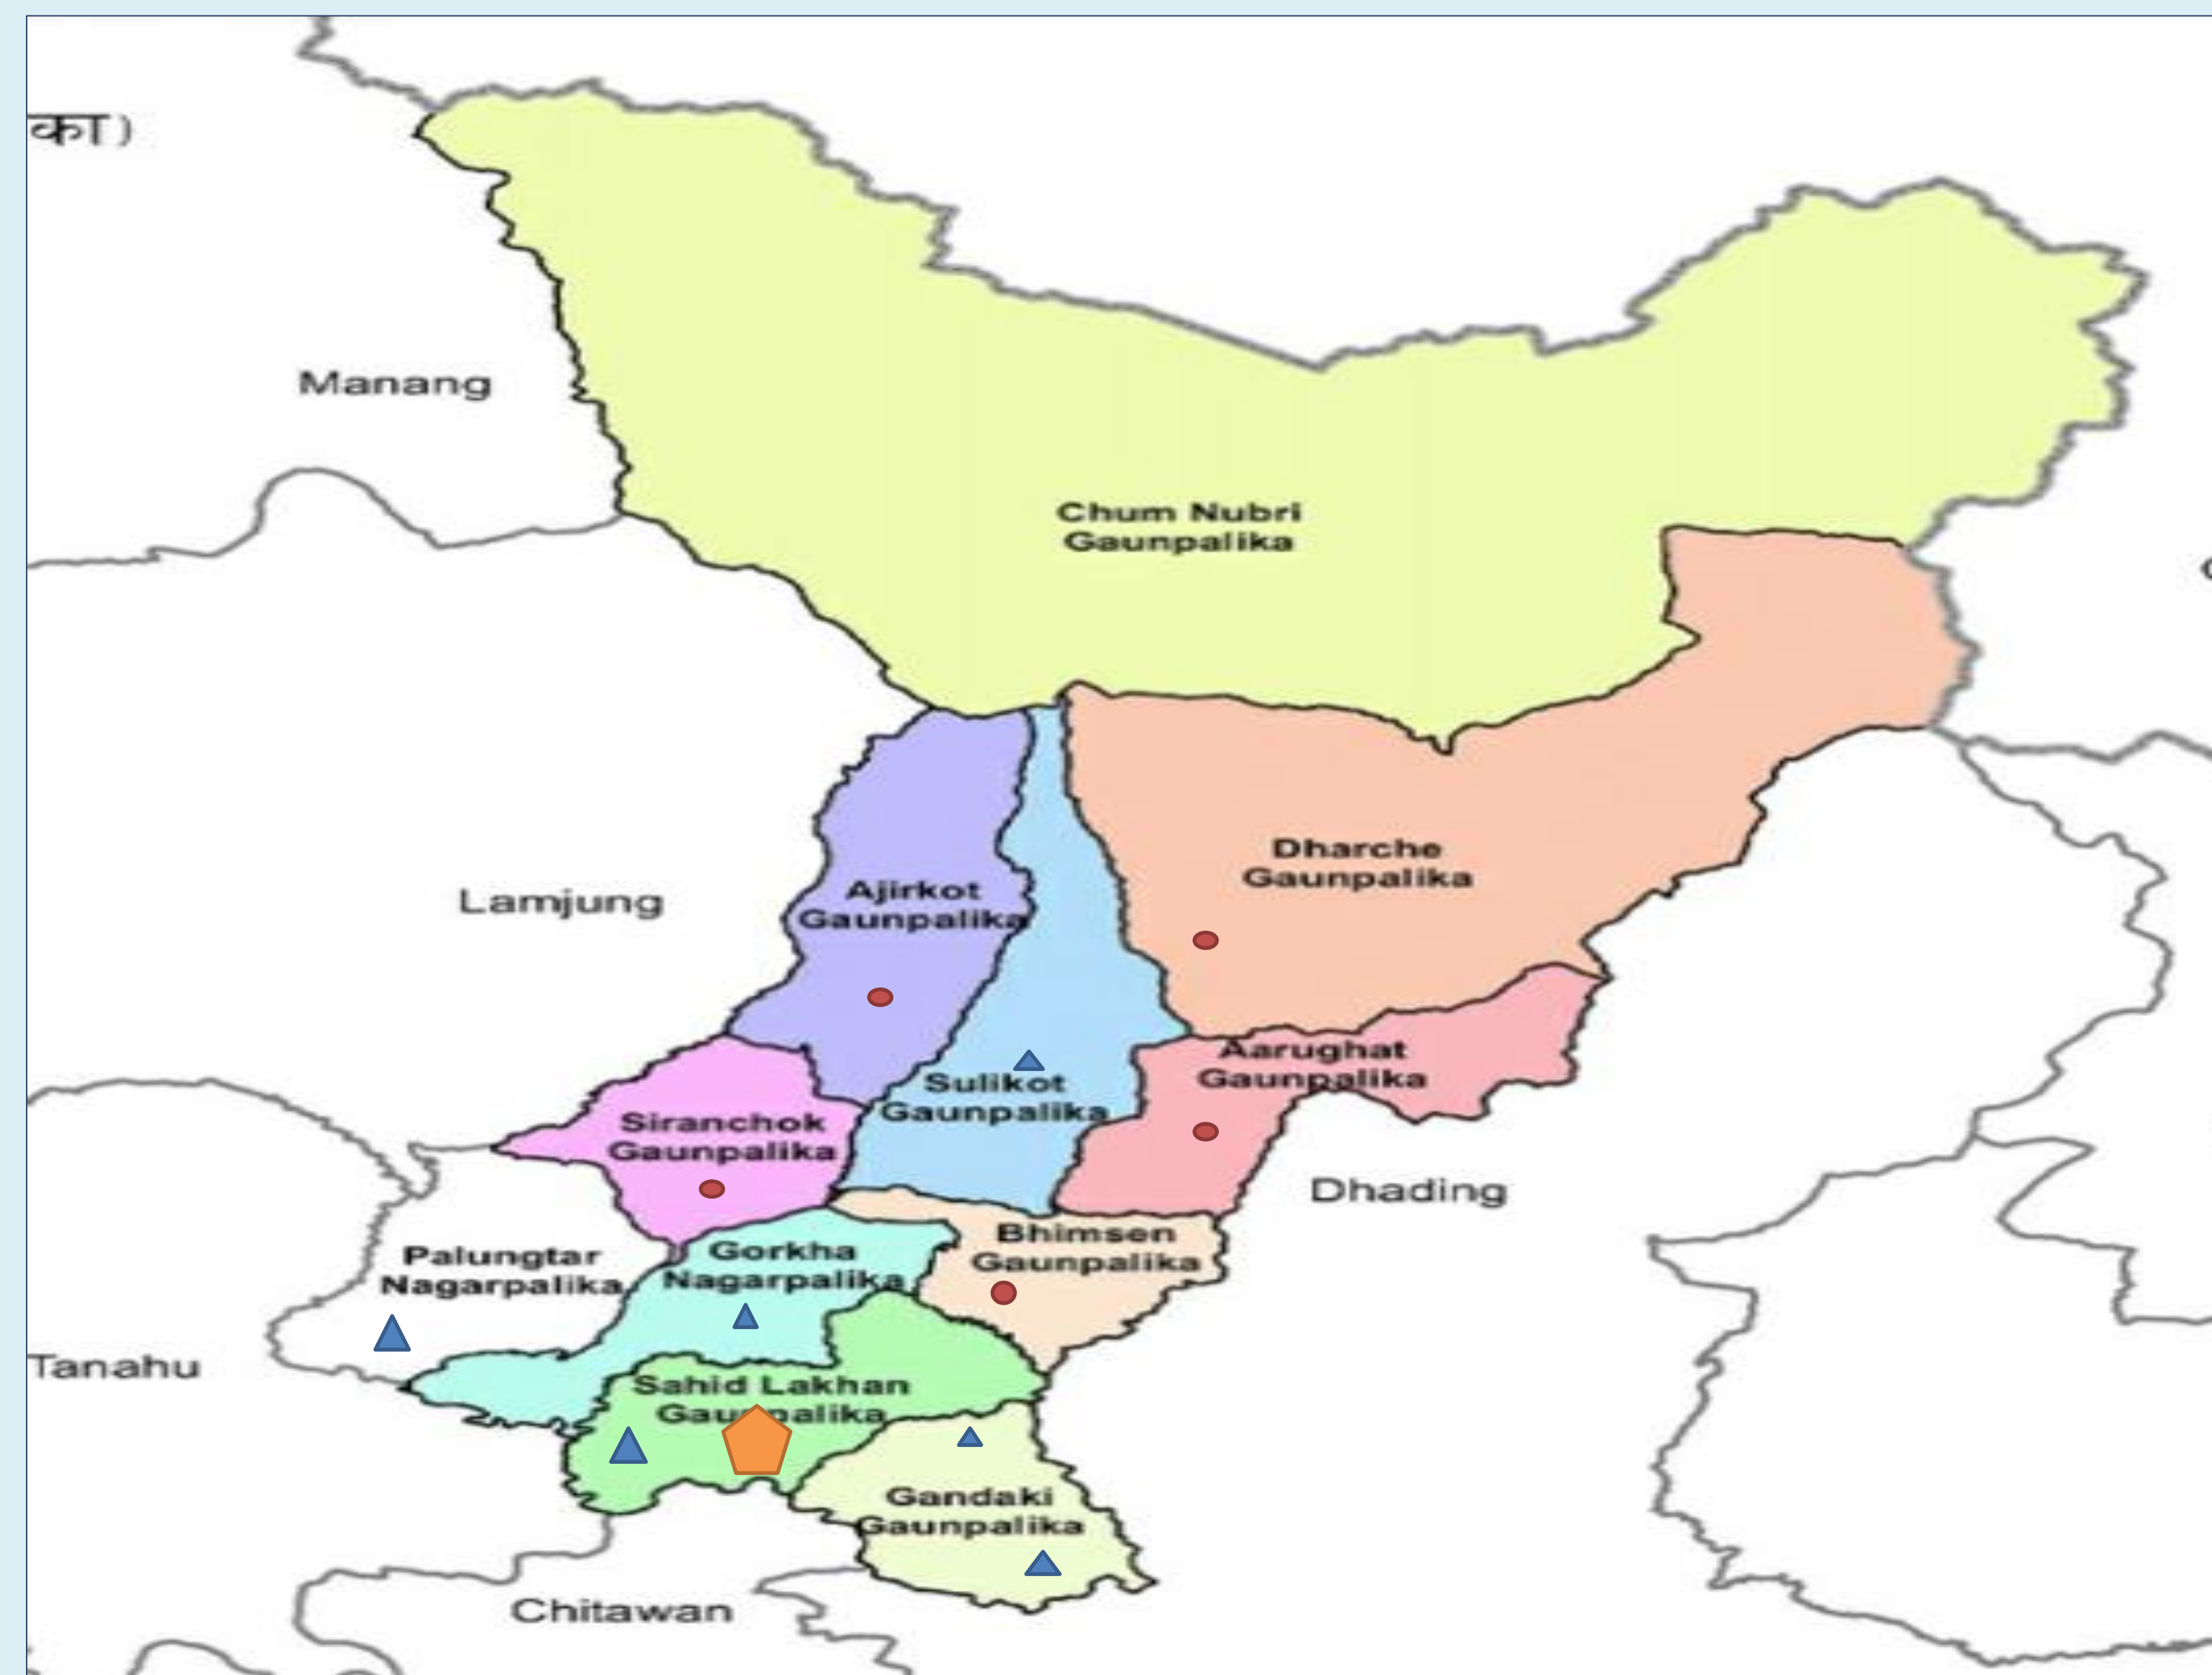 का)
Manang
Chum Nubri
Gaunpalika
Dharche
Gaunpalika
Ajirkot
Gaunpalika
Lamjung
Aarughat
Gaunpalika
Sulikot
Gaunpalika
Siranchok
Gaunpalika
Dhading
Bhimsen
Gaunpalika
Gorkha
Nagarpalika
Palungtar
Nagarpalika
Tanahu
Sahid Lakhan
Gaunpalika
Gandaki
Gaunpalika
Chitawan